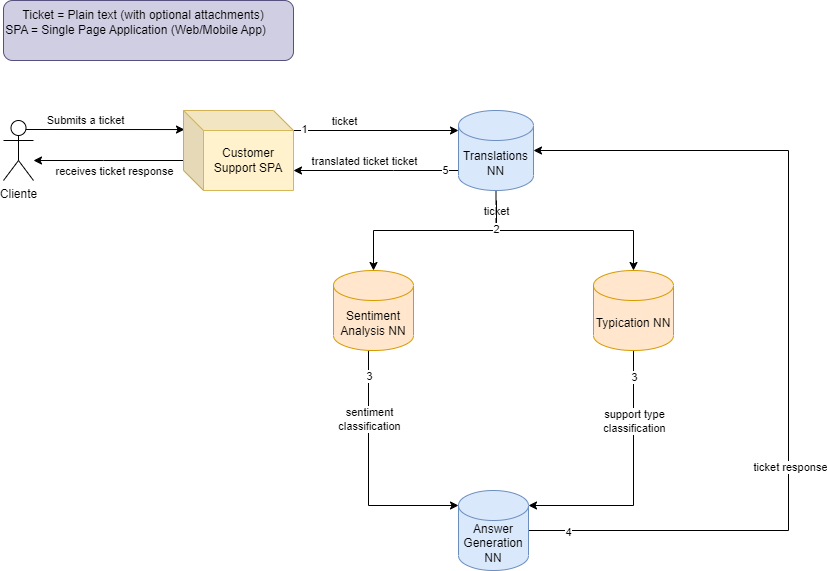 Ticket = Plain text (with optional attachments)
SPA = Single Page Application (Web/Mobile App)
Submits a ticket
1
ticket
Customer
Support SPA
Translations
NN
translated ticket ticket
5
receives ticket response
Cliente
ticket
2
Sentiment
Analysis NN
Typication NN
3
3
sentiment
classification
support type
classification
ticket response
Answer
Generation
NN
4